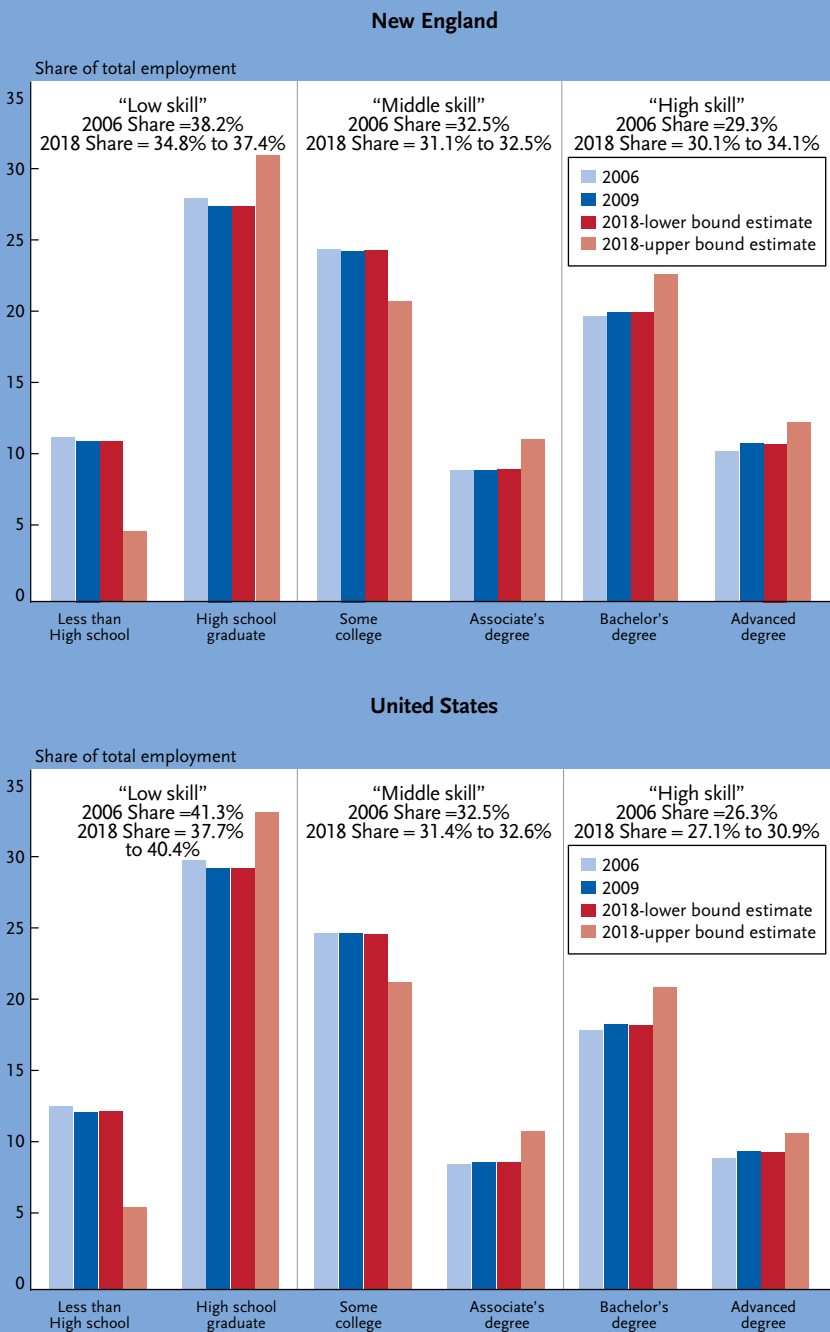 New England
Share of total employment
35
30
25
20
15
10
5
0
“Low skill”
2006 Share =38.2%
2018 Share = 34.8% to 37.4%
“Middle skill”
2006 Share =32.5%
2018 Share = 31.1% to 32.5%
“High skill”
2006 Share =29.3%
2018 Share = 30.1% to 34.1%
2006
2009
2018-lower bound estimate
2018-upper bound estimate
Less than
High school
High school
graduate
Some
college
Associate's
degree
Bachelor's
degree
Advanced
degree
United States
Share of total employment
35
30
25
20
15
10
5
0
“Low skill”
2006 Share =41.3%
2018 Share = 37.7%
to 40.4%
“Middle skill”
2006 Share =32.5%
2018 Share = 31.4% to 32.6%
“High skill”
2006 Share =26.3%
2018 Share = 27.1% to 30.9%
2006
2009
2018-lower bound estimate
2018-upper bound estimate
Less than
High school
High school
graduate
Some
college
Associate's
degree
Bachelor's
degree
Advanced
degree